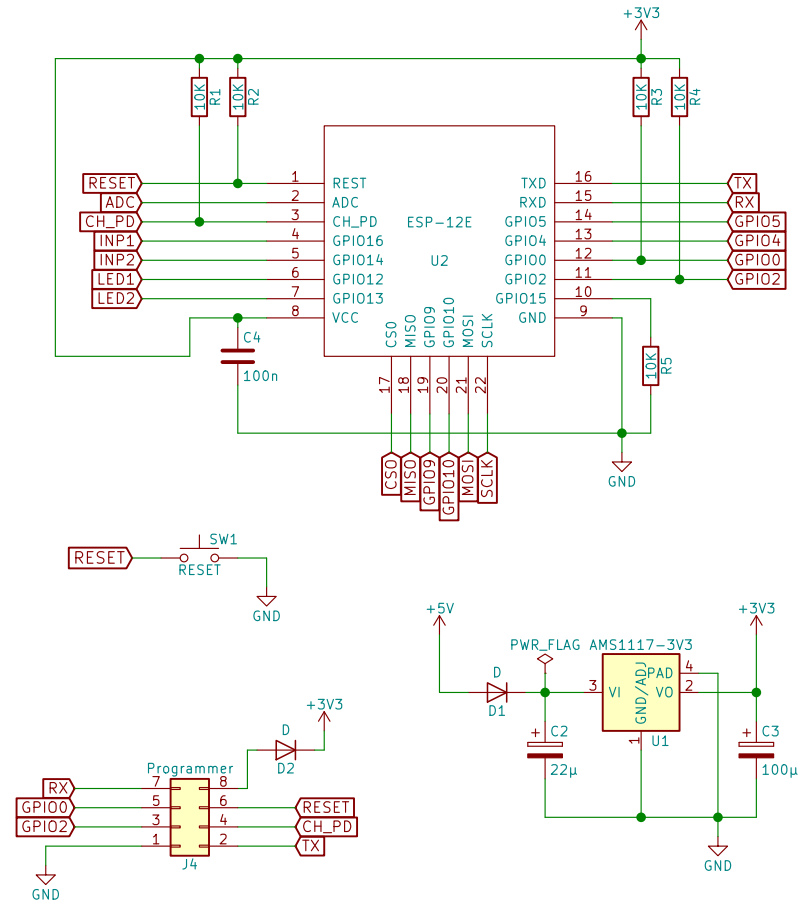 +3V3
10K R1 10K R2 10K R3 10K R4
RESET 1 REST TXD 16 TX
ADC 2 ADC RXD 15 RX
CH_PD 3 CH_PD ESP-12E GPIO5 14 GPIO5
INP1 4 GPIO16 GPIO4 13 GPIO4
INP2 5 GPIO14 U2 GPIO0 12 GPIO0
LED1 6 GPIO12 GPIO2 11 GPIO2
LED2 7 GPIO13 GPIO15 10
8 VCC GND 9
CSO MISO GPIO9 GPIO10 MOSI SCLK
C4
100n
10K R5
17 18 19 20 21 22
CSO MISO GPIO9 GPIO10 MOSI SCLK
GND
SW1
RESET
RESET
GND
+5V
+3V3
PWR_FLAG AMS1117-3V3
D
D1
3 VI GND/ADJ PAD 4
VO 2
1
U1
+ C2
22µ
+ C3
100µ
GND
+3V3
D
D2
Programmer
RX 7 8
GPIO0 5 6 RESET
GPIO2 3 4 CH_PD
1 2 TX
J4
GND